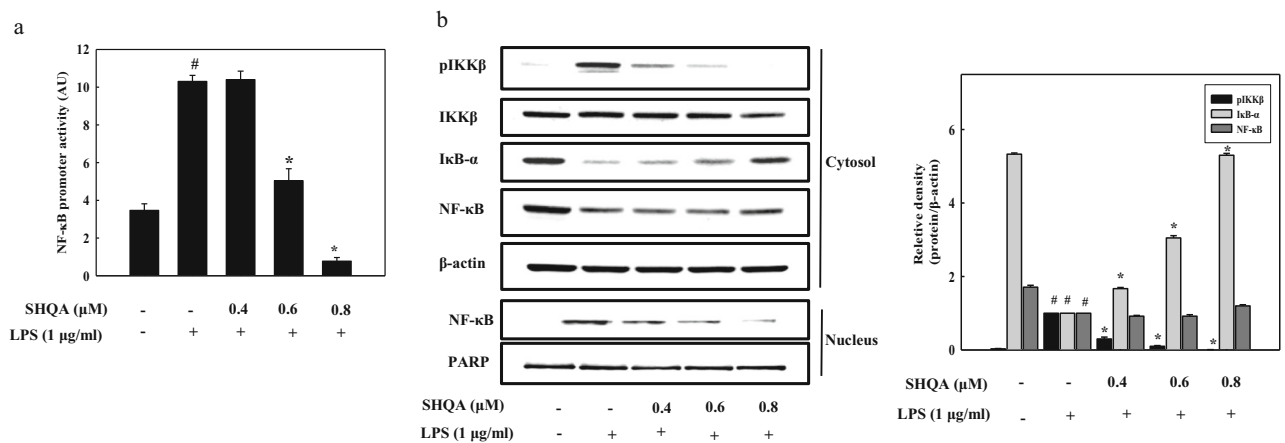 a
NF-κB promoter activity (AU)
12
10
8
6
4
2
0
#
*
*
SHQA (μM) - - 0.4 0.6 0.8
LPS (1 μg/ml) - + + + +
b
pIKKβ
IKKβ
IκB-α
NF-κB
β-actin
Cytosol
NF-κB
PARP
Nucleus
SHQA (μM) - - 0.4 0.6 0.8
LPS (1 μg/ml) - + + + +
Reletive density
(protein/β-actin)
6
4
2
0
pIKKβ
IκB-α
NF-κB
# # #
* *
* *
* *
SHQA (μM) - - 0.4 0.6 0.8
LPS (1 μg/ml) - + + + +